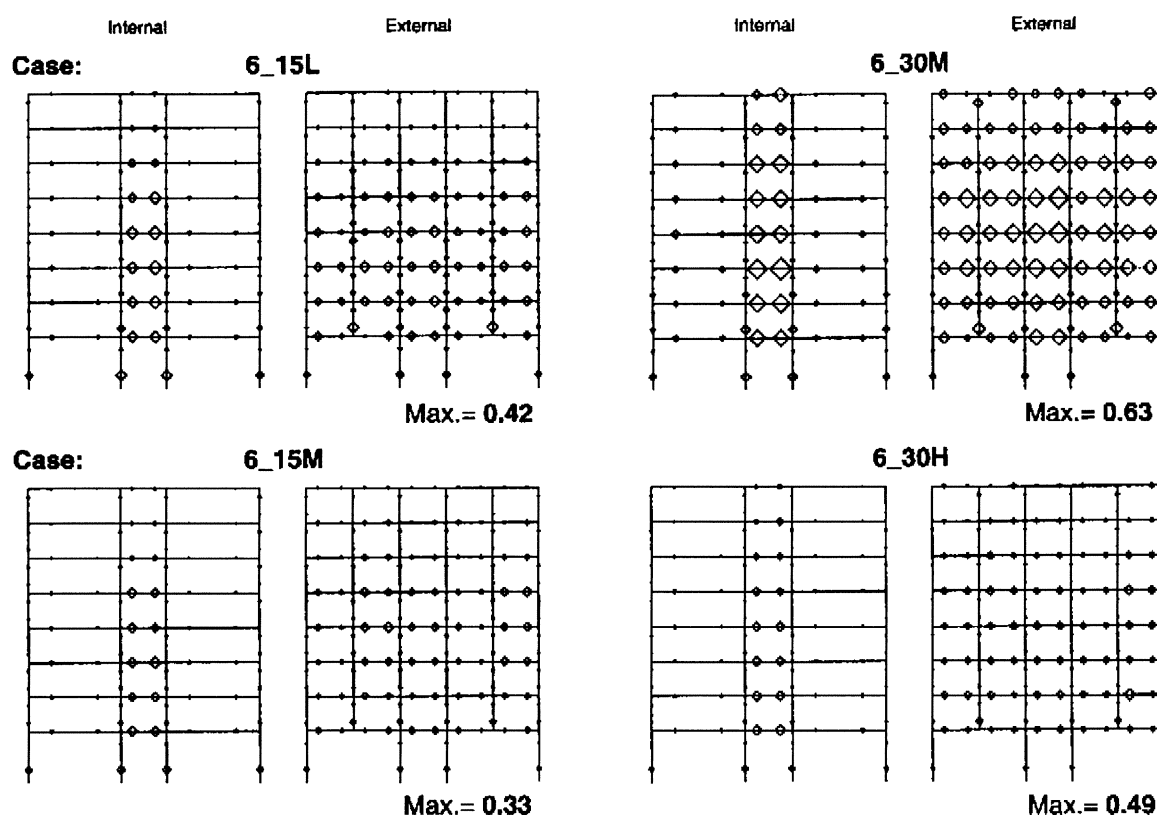 Internal External Internal External
Case: 6_15L 6_30M
Max.= 0.42 Max.= 0.63
Case: 6_15M 6_30H
Max.= 0.33 Max.= 0.49